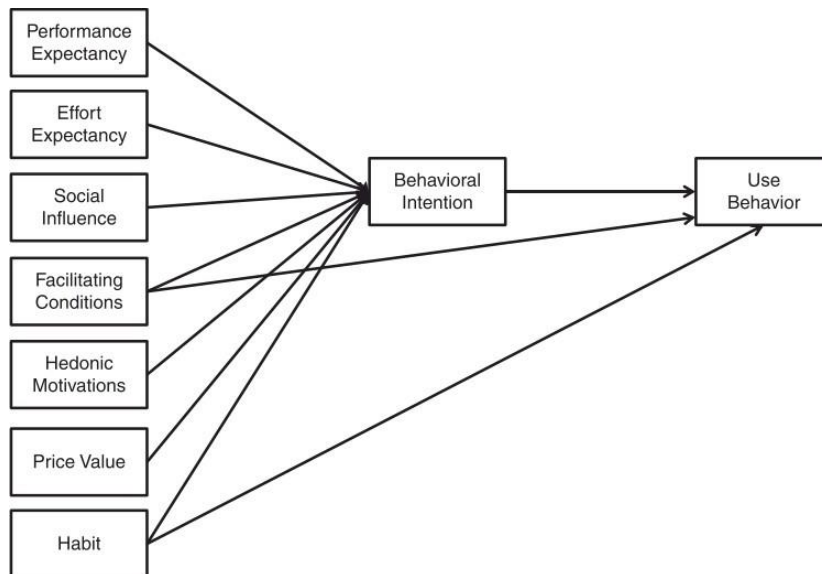 Performance
Expectancy
Effort
Expectancy
Social
Influence
Facilitating
Conditions
Hedonic
Motivations
Price Value
Habit
Behavioral
Intention
Use
Behavior